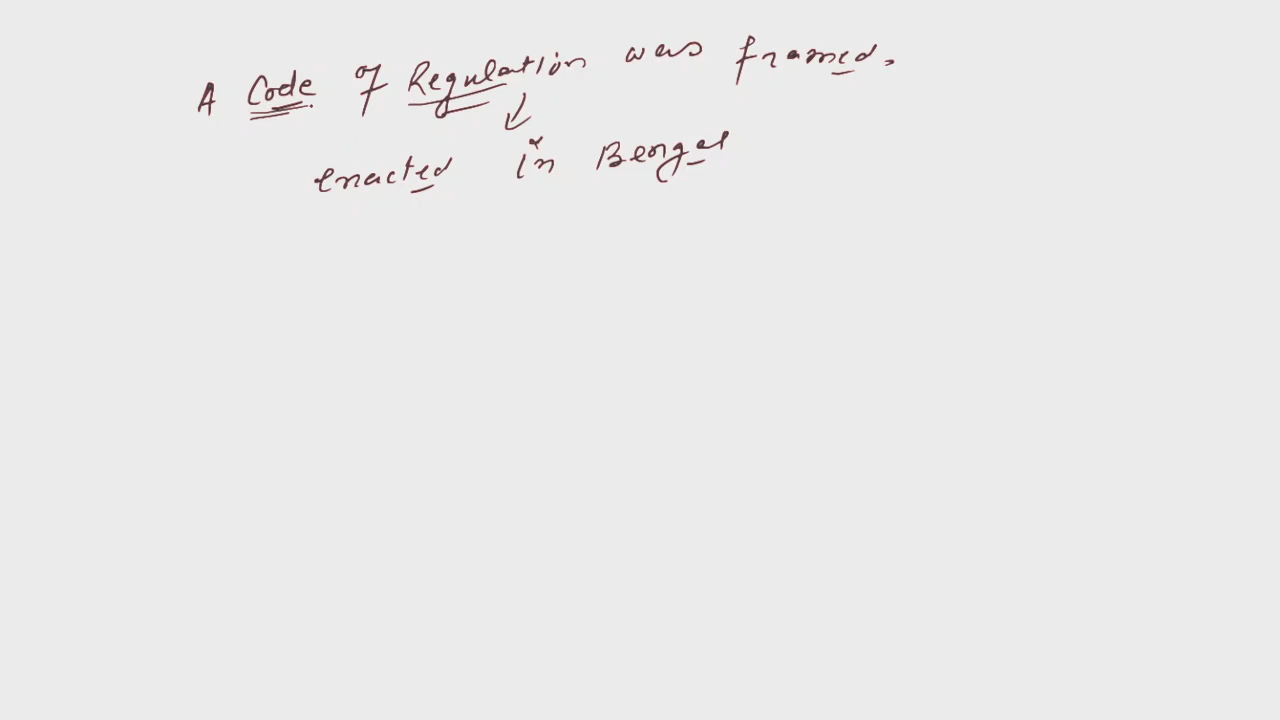 A Code of Regulation was framed.
enacted in Bengal